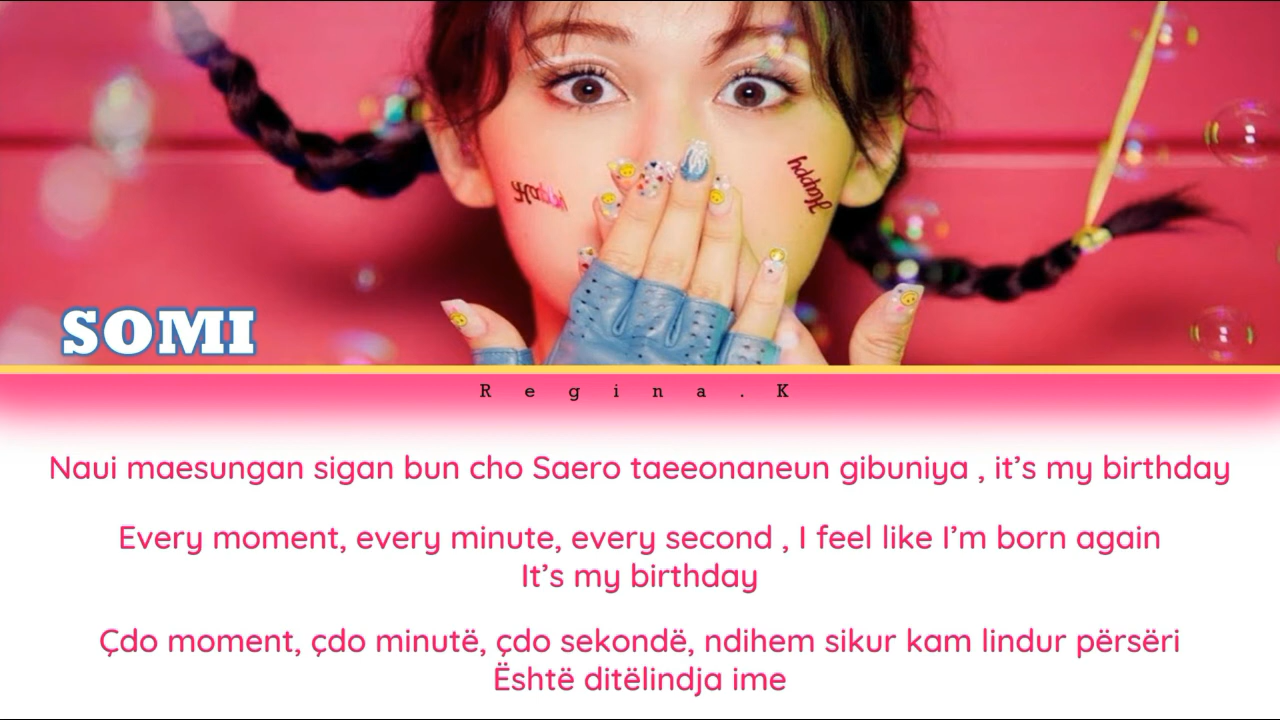 Happy
SOMI
Regina.K
Naui maesungan sigan bun cho Saero taeeonaneun gibuniya , it’s my birthday
Every moment, every minute, every second , I feel like I’m born again
It’s my birthday
Çdo moment, çdo minutë, çdo sekondë, ndihem sikur kam lindur përsëri
Është ditëlindja ime